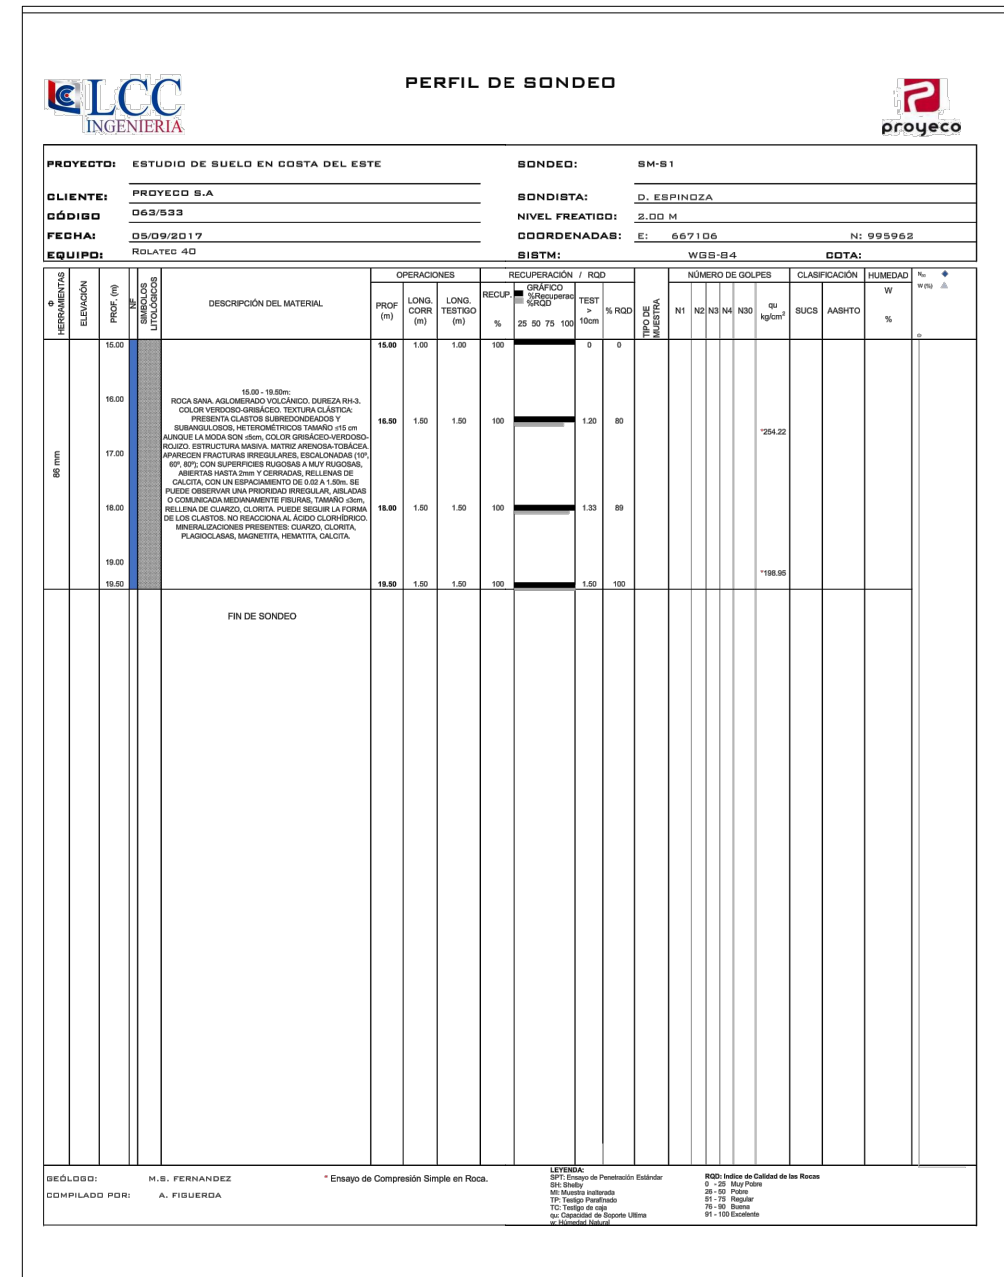 PERFIL DE SONDEO
LCC
INGENIERIA
proyeco
PROYECTO: ESTUDIO DE SUELO EN COSTA DEL ESTE
SONDEO: SM-S1
CLIENTE: PROYECO S.A
SONDISTA: D. ESPINOZA
CÓDIGO 063/533
NIVEL FREATICO: 2.00 M
FECHA: 05/09/2017
COORDENADAS: E: 667106 N: 995962
EQUIPO: ROLATEC 40
SISTM: WGS-84 COTA:
Φ HERRAMIENTAS
ELEVACIÓN
PROF. (m)
NF
SIMBOLOS LITOLÓGICOS
DESCRIPCIÓN DEL MATERIAL
OPERACIONES
PROF (m)
LONG. CORR (m)
LONG. TESTIGO (m)
RECUPERACIÓN / RQD
RECUP. %
GRÁFICO
%Recuperac
%RQD
25 50 75 100
TEST > 10cm
% RQD
TIPO DE MUESTRA
NÚMERO DE GOLPES
N1 N2 N3 N4 N30
qu kg/cm²
CLASIFICACIÓN
SUCS AASHTO
HUMEDAD
W %
N₃₀
W (%)
86 mm
15.00
16.00
17.00
18.00
19.00
19.50
15.00 - 19.50m:
ROCA SANA. AGLOMERADO VOLCÁNICO. DUREZA RH-3.
COLOR VERDOSO-GRISÁCEO. TEXTURA CLÁSTICA:
PRESENTA CLASTOS SUBREDONDEADOS Y
SUBANGULOSOS, HETEROMÉTRICOS TAMAÑO ≤15 cm
AUNQUE LA MODA SON ≤5cm, COLOR GRISÁCEO-VERDOSO-
ROJIZO. ESTRUCTURA MASIVA. MATRIZ ARENOSA-TOBÁCEA.
APARECEN FRACTURAS IRREGULARES, ESCALONADAS (10º,
60º, 80º); CON SUPERFICIES RUGOSAS A MUY RUGOSAS,
ABIERTAS HASTA 2mm Y CERRADAS, RELLENAS DE
CALCITA, CON UN ESPACIAMIENTO DE 0.02 A 1.50m. SE
PUEDE OBSERVAR UNA PRIORIDAD IRREGULAR, AISLADAS
O COMUNICADA MEDIANAMENTE FISURAS, TAMAÑO ≤3cm,
RELLENA DE CUARZO, CLORITA. PUEDE SEGUIR LA FORMA
DE LOS CLASTOS. NO REACCIONA AL ÁCIDO CLORHÍDRICO.
MINERALIZACIONES PRESENTES: CUARZO, CLORITA,
PLAGIOCLASAS, MAGNETITA, HEMATITA, CALCITA.
15.00 1.00 1.00 100 0 0
16.50 1.50 1.50 100 1.20 80
*254.22
18.00 1.50 1.50 100 1.33 89
*198.95
19.50 1.50 1.50 100 1.50 100
FIN DE SONDEO
GEÓLOGO: M.S. FERNANDEZ
COMPILADO POR: A. FIGUEROA
* Ensayo de Compresión Simple en Roca.
LEYENDA:
SPT: Ensayo de Penetración Estándar
SH: Shelby
MI: Muestra inalterada
TP: Testigo Parafinado
TC: Testigo de caja
qu: Capacidad de Soporte Ultima
w: Húmedad Natural
RQD: Indice de Calidad de las Rocas
0 - 25 Muy Pobre
26 - 50 Pobre
51 - 75 Regular
76 - 90 Buena
91 - 100 Excelente